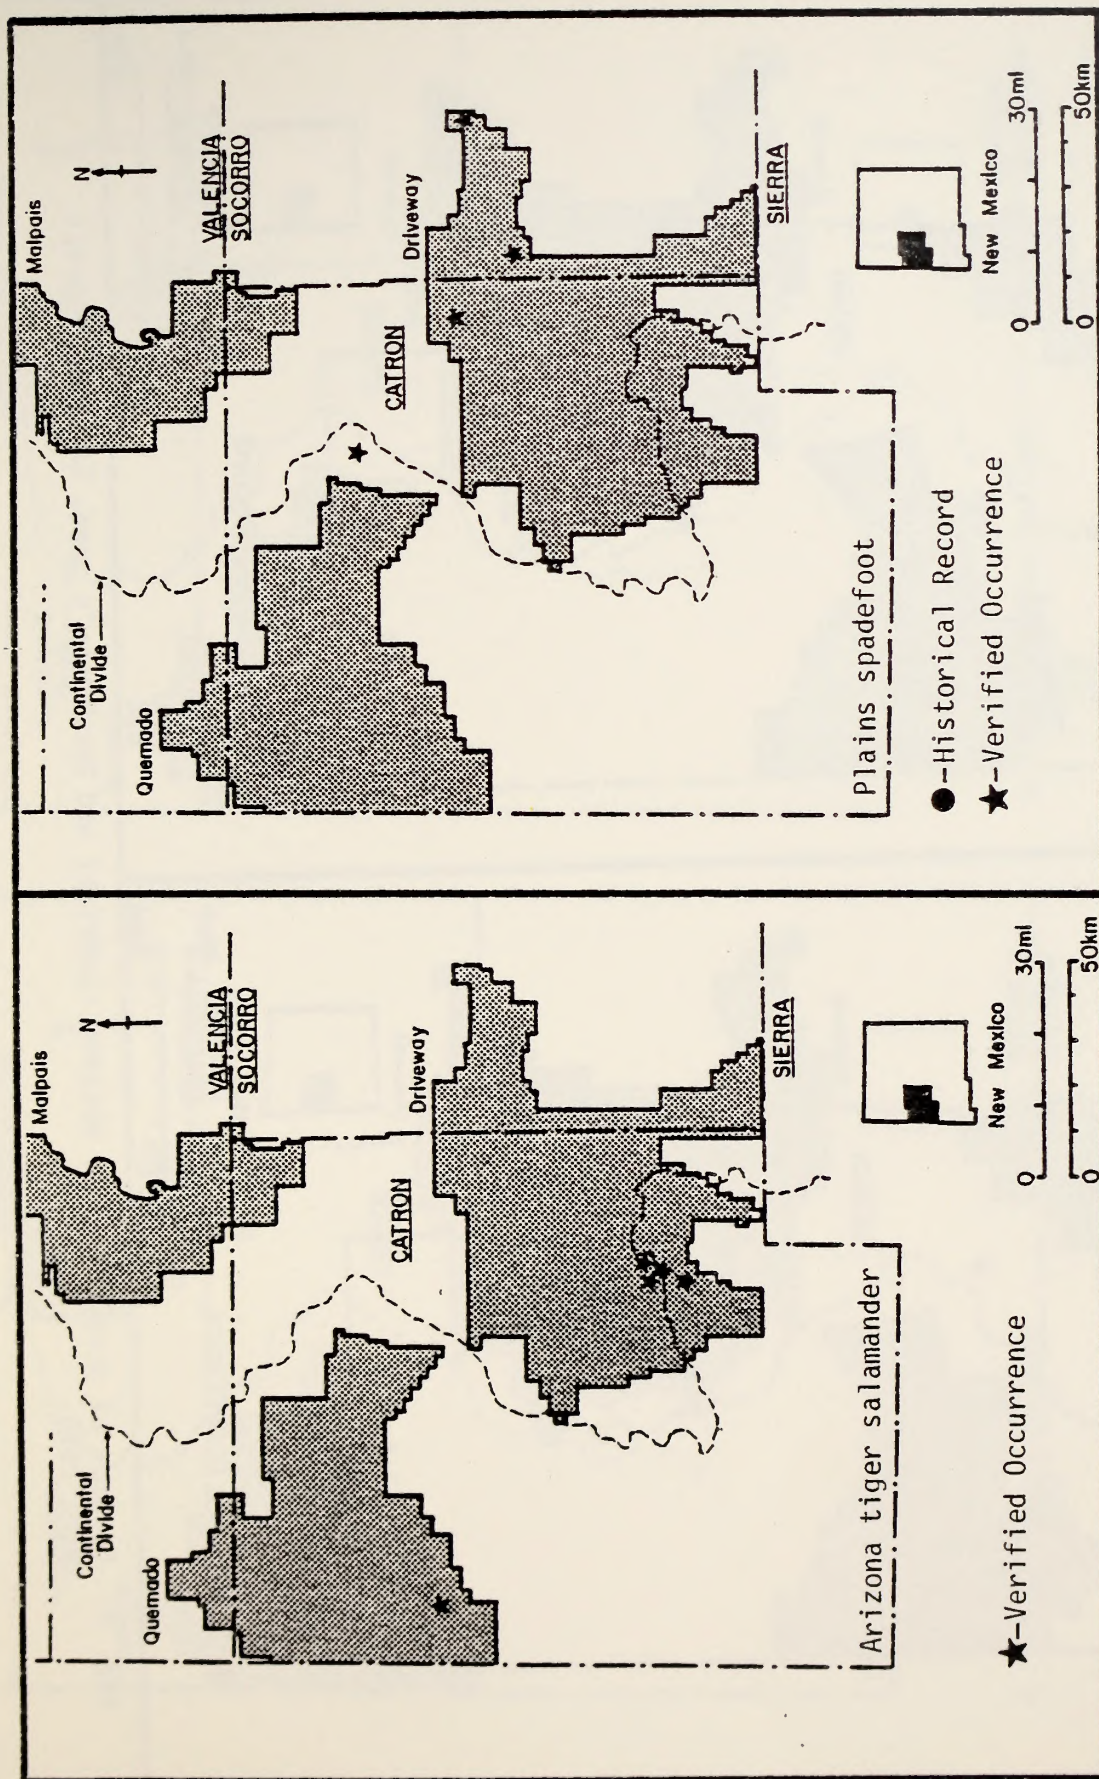 Malpais
N
VALENCIA
SOCORRO
Continental
Divide
Quemado
CATRON
Driveway
SIERRA
Arizona tiger salamander
★-Verified Occurrence
New Mexico
0 30mi
0 50km
Malpais
N
VALENCIA
SOCORRO
Continental
Divide
Quemado
CATRON
Driveway
SIERRA
Plains spadefoot
●-Historical Record
★-Verified Occurrence
New Mexico
0 30mi
0 50km